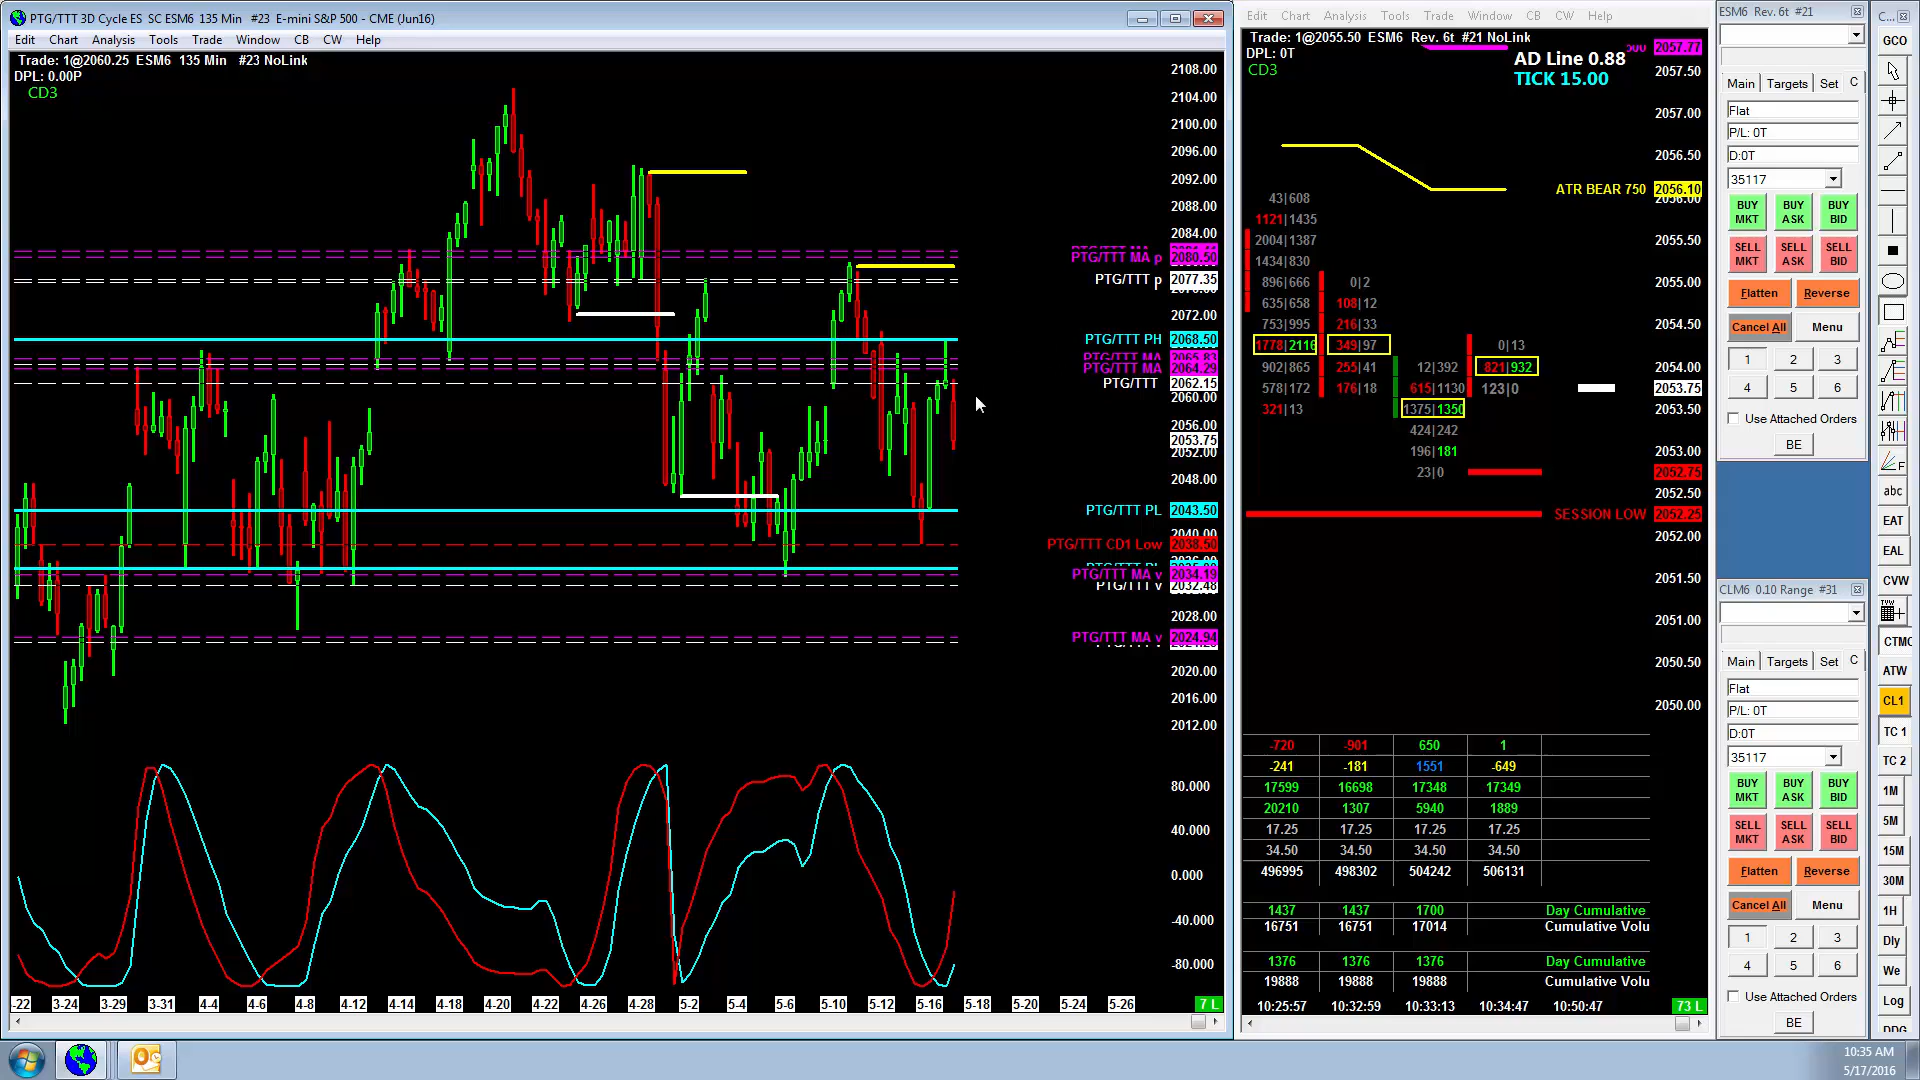 PTG/TTT 3D Cycle ES SC ESM6 135 Min #23 E-mini S&P 500 - CME (Jun16)
Edit Chart Analysis Tools Trade Window CB CW Help
Trade: 1@2060.25 ESM6 135 Min #23 NoLink
DPL: 0.00P
CD3
2108.00
2104.00
2100.00
2096.00
2092.00
2088.00
2084.00
PTG/TTT MA p 2080.50
PTG/TTT p 2077.35
2072.00
PTG/TTT PH 2068.50
PTG/TTT MA 2065.83
PTG/TTT MA 2064.29
PTG/TTT 2062.15
2060.00
2056.00
2053.75
2052.00
2048.00
PTG/TTT PL 2043.50
2040.00
PTG/TTT CD1 Low 2038.50
PTG/TTT MA v 2034.19
PTG/TTT v 2032.48
2028.00
PTG/TTT MA v 2024.94
2020.00
2016.00
2012.00
80.000
40.000
0.000
-40.000
-80.000
-22 3-24 3-29 3-31 4-4 4-6 4-8 4-12 4-14 4-18 4-20 4-22 4-26 4-28 5-2 5-4 5-6 5-10 5-12 5-16 5-18 5-20 5-24 5-26 7 L
Edit Chart Analysis Tools Trade Window CB CW Help
Trade: 1@2055.50 ESM6 Rev. 6t #21 NoLink
DPL: 0T
CD3
AD Line 0.88
TICK 15.00
2057.77
2057.50
2057.00
2056.50
ATR BEAR 750 2056.10
2056.00
43|608
1121|1435
2004|1387 2055.50
1434|830
896|666 0|2 2055.00
635|658 108|12
753|995 216|33 2054.50
1778|2116 349|97 0|13
902|865 255|41 12|392 821|932 2054.00
578|172 176|18 615|1130 123|0 2053.75
321|13 1375|1350 2053.50
424|242
196|181 2053.00
23|0 2052.75
2052.50
SESSION LOW 2052.25
2052.00
2051.50
2051.00
2050.50
2050.00
-720 -901 650 1
-241 -181 1551 -649
17599 16698 17348 17349
20210 1307 5940 1889
17.25 17.25 17.25 17.25
34.50 34.50 34.50 34.50
496995 498302 504242 506131
1437 1437 1700 Day Cumulative
16751 16751 17014 Cumulative Volu
1376 1376 1376 Day Cumulative
19888 19888 19888 Cumulative Volu
10:25:57 10:32:59 10:33:13 10:34:47 10:50:47 73 L
ESM6 Rev. 6t #21
Main Targets Set C
Flat
P/L: 0T
D:0T
35117
BUY MKT BUY ASK BUY BID
SELL MKT SELL ASK SELL BID
Flatten Reverse
Cancel All Menu
1 2 3
4 5 6
Use Attached Orders
BE
CLM6 0.10 Range #31
Main Targets Set C
Flat
P/L: 0T
D:0T
35117
BUY MKT BUY ASK BUY BID
SELL MKT SELL ASK SELL BID
Flatten Reverse
Cancel All Menu
1 2 3
4 5 6
Use Attached Orders
BE
C...
GCO
abc
EAT
EAL
CVW
CTMC
ATW
CL1
TC 1
TC 2
1M
5M
15M
30M
1H
Dly
We
Log
10:35 AM
5/17/2016